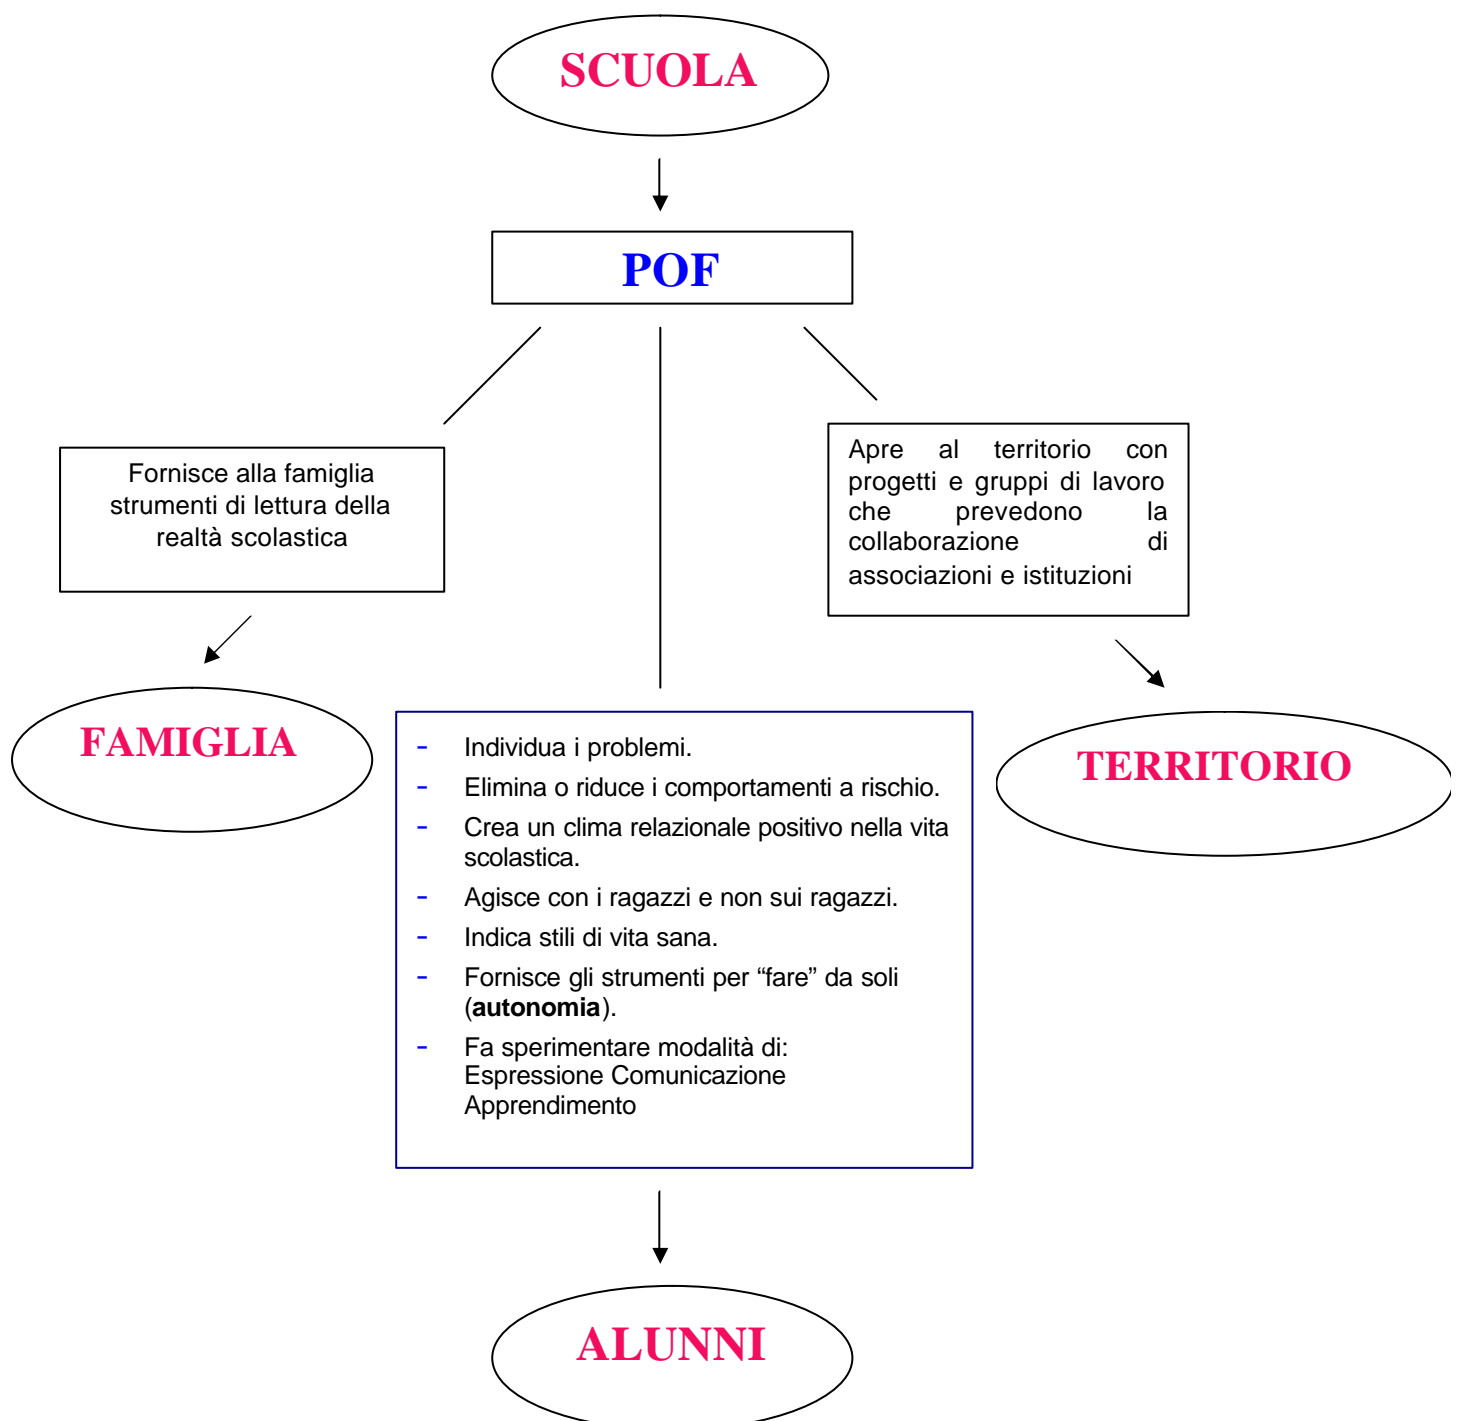 SCUOLA
POF
Fornisce alla famiglia
strumenti di lettura della
realtà scolastica
Apre al territorio con
progetti e gruppi di lavoro
che prevedono la
collaborazione di
associazioni e istituzioni
FAMIGLIA
TERRITORIO
- Individua i problemi.
- Elimina o riduce i comportamenti a rischio.
- Crea un clima relazionale positivo nella vita
scolastica.
- Agisce con i ragazzi e non sui ragazzi.
- Indica stili di vita sana.
- Fornisce gli strumenti per “fare” da soli
(autonomia).
- Fa sperimentare modalità di:
Espressione Comunicazione
Apprendimento
ALUNNI